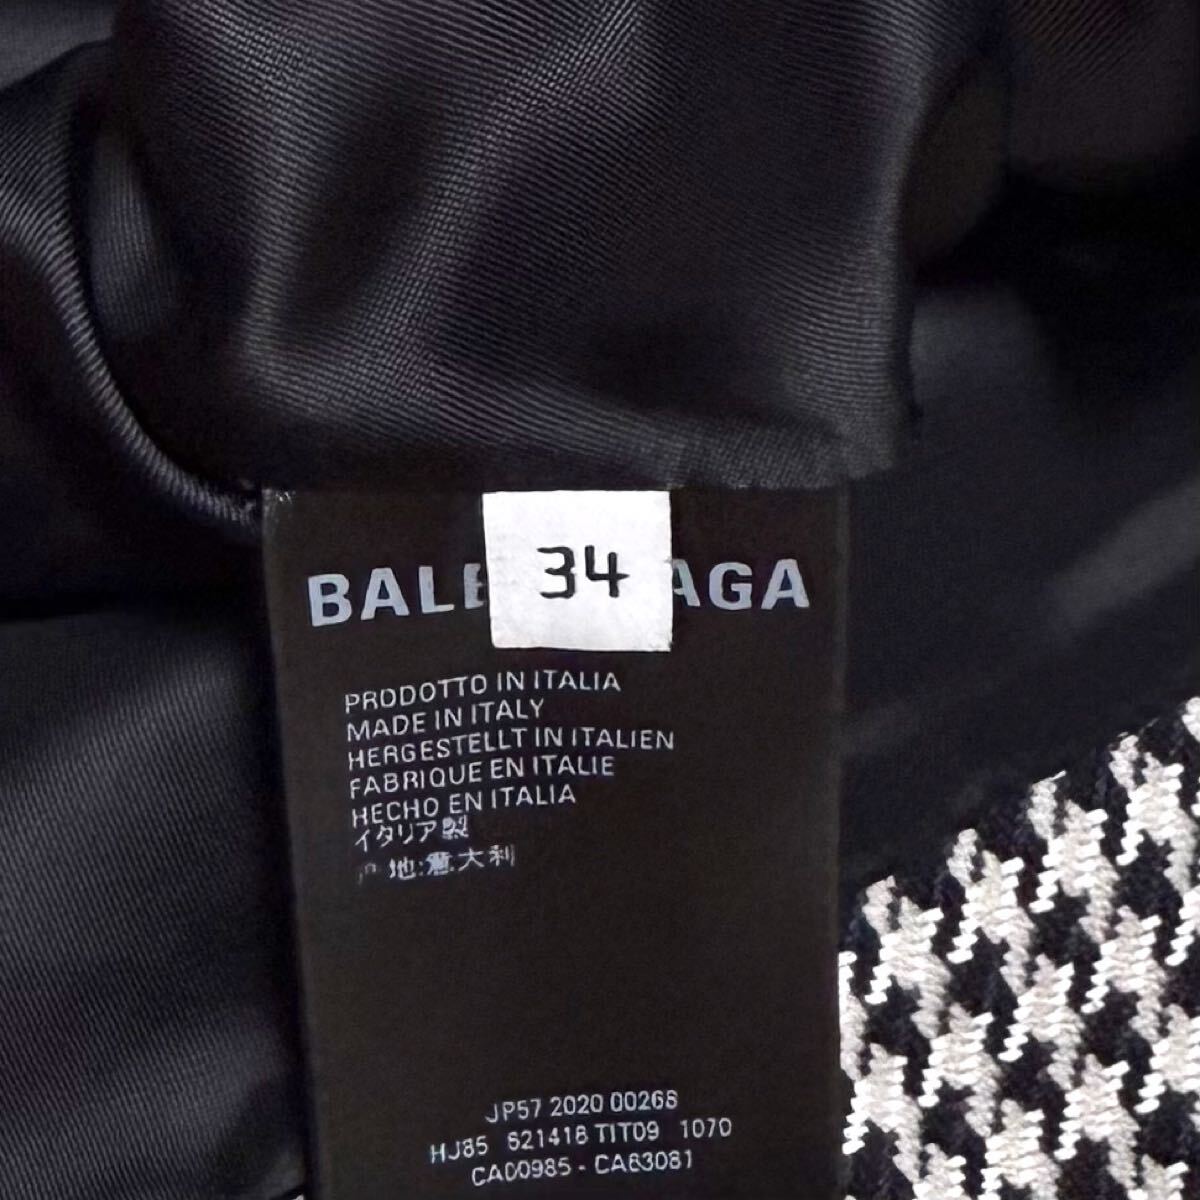 BALE 34 AGA
PRODOTTO IN ITALIA
MADE IN ITALY
HERGESTELLT IN ITALIEN
FABRIQUE EN ITALIE
HECHO EN ITALIA
イタリア製
地:意大利
JP57 2020 00268
HJ85 621418 TIT09 1070
CA00985 - CA63081